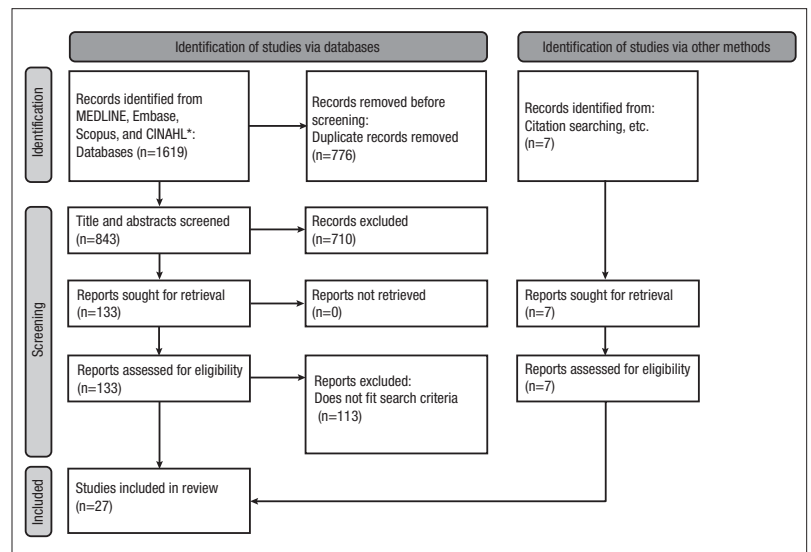 Identification of studies via databases
Identification of studies via other methods
Identification
Records identified from
MEDLINE, Embase,
Scopus, and CINAHL*:
Databases (n=1619)
Records removed before
screening:
Duplicate records removed
(n=776)
Records identified from:
Citation searching, etc.
(n=7)
Screening
Title and abstracts screened
(n=843)
Records excluded
(n=710)
Reports sought for retrieval
(n=133)
Reports not retrieved
(n=0)
Reports sought for retrieval
(n=7)
Reports assessed for eligibility
(n=133)
Reports excluded:
Does not fit search criteria
(n=113)
Reports assessed for eligibility
(n=7)
Included
Studies included in review
(n=27)